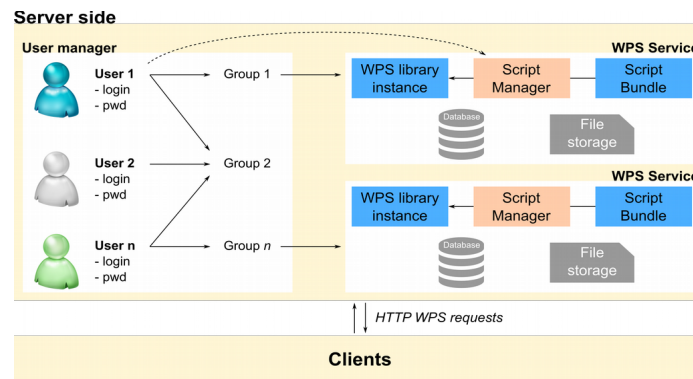 Server side
User manager
User 1
- login
- pwd
User 2
- login
- pwd
User n
- login
- pwd
Group 1
Group 2
Group n
WPS Service
WPS library
instance
Script
Manager
Script
Bundle
Database
File
storage
WPS Service
WPS library
instance
Script
Manager
Script
Bundle
Database
File
storage
HTTP WPS requests
Clients